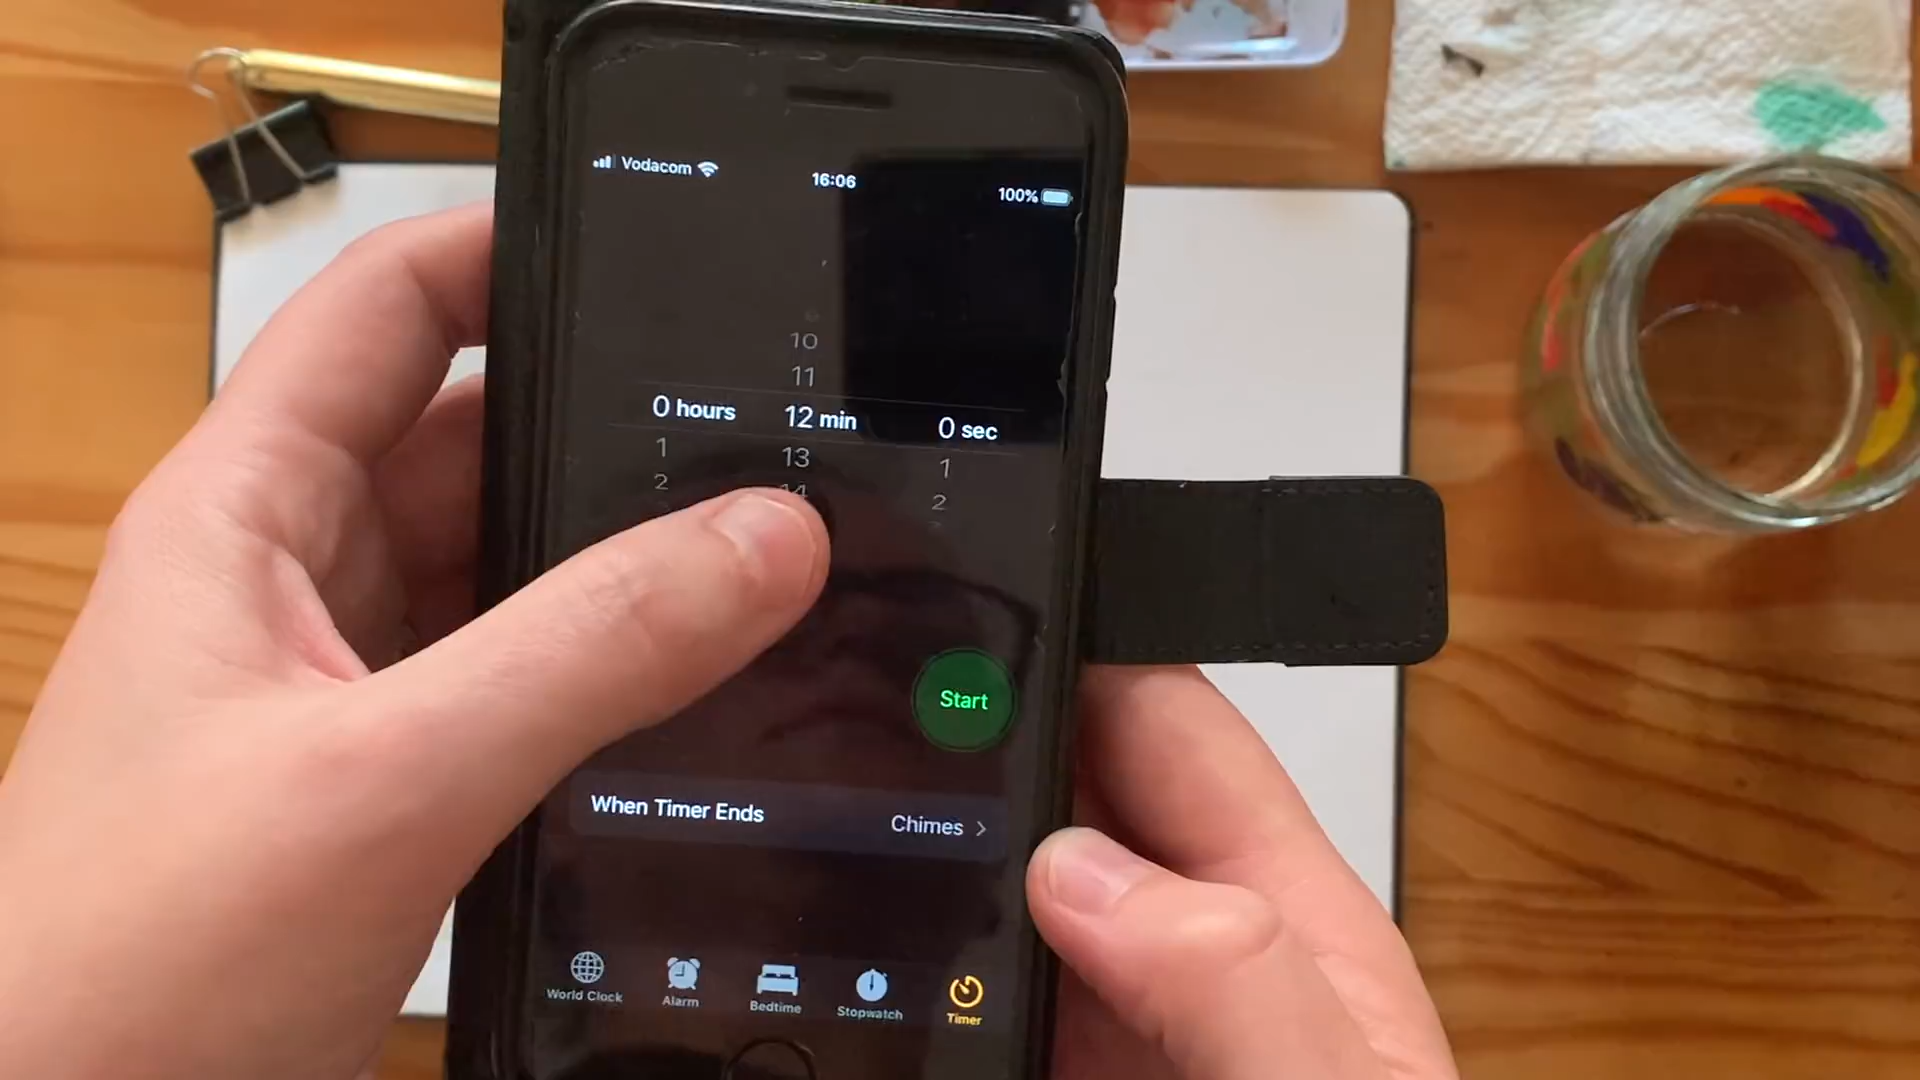 Vodacom
16:06
100%
10
11
0 hours 12 min 0 sec
1 13 1
2 14 2
Start
When Timer Ends Chimes
World Clock Alarm Bedtime Stopwatch Timer